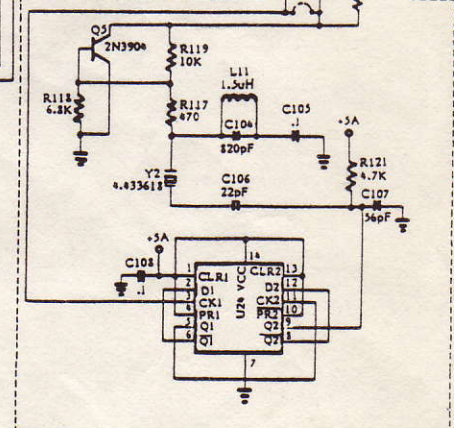 Q5
2N3904
R119
10K
R118
6.8K
R117
470
L11
1.5uH
C104
820pF
C105
.1
+5A
Y2
4.433618
C106
22pF
R121
4.7K
C107
56pF
+5A
C108
.1
14
1 CLR1 VCC CLR2 13
2 D1 D2 12
3 CK1 CK2 11
4 PR1 PR2 10
5 Q1 Q2 9
6 Q1 Q2 8
U24
7